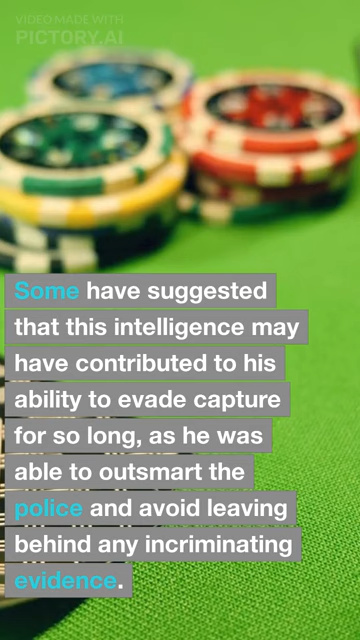 VIDEO MADE WITH
PICTORY.AI
Some have suggested
that this intelligence may
have contributed to his
ability to evade capture
for so long, as he was
able to outsmart the
police and avoid leaving
behind any incriminating
evidence.